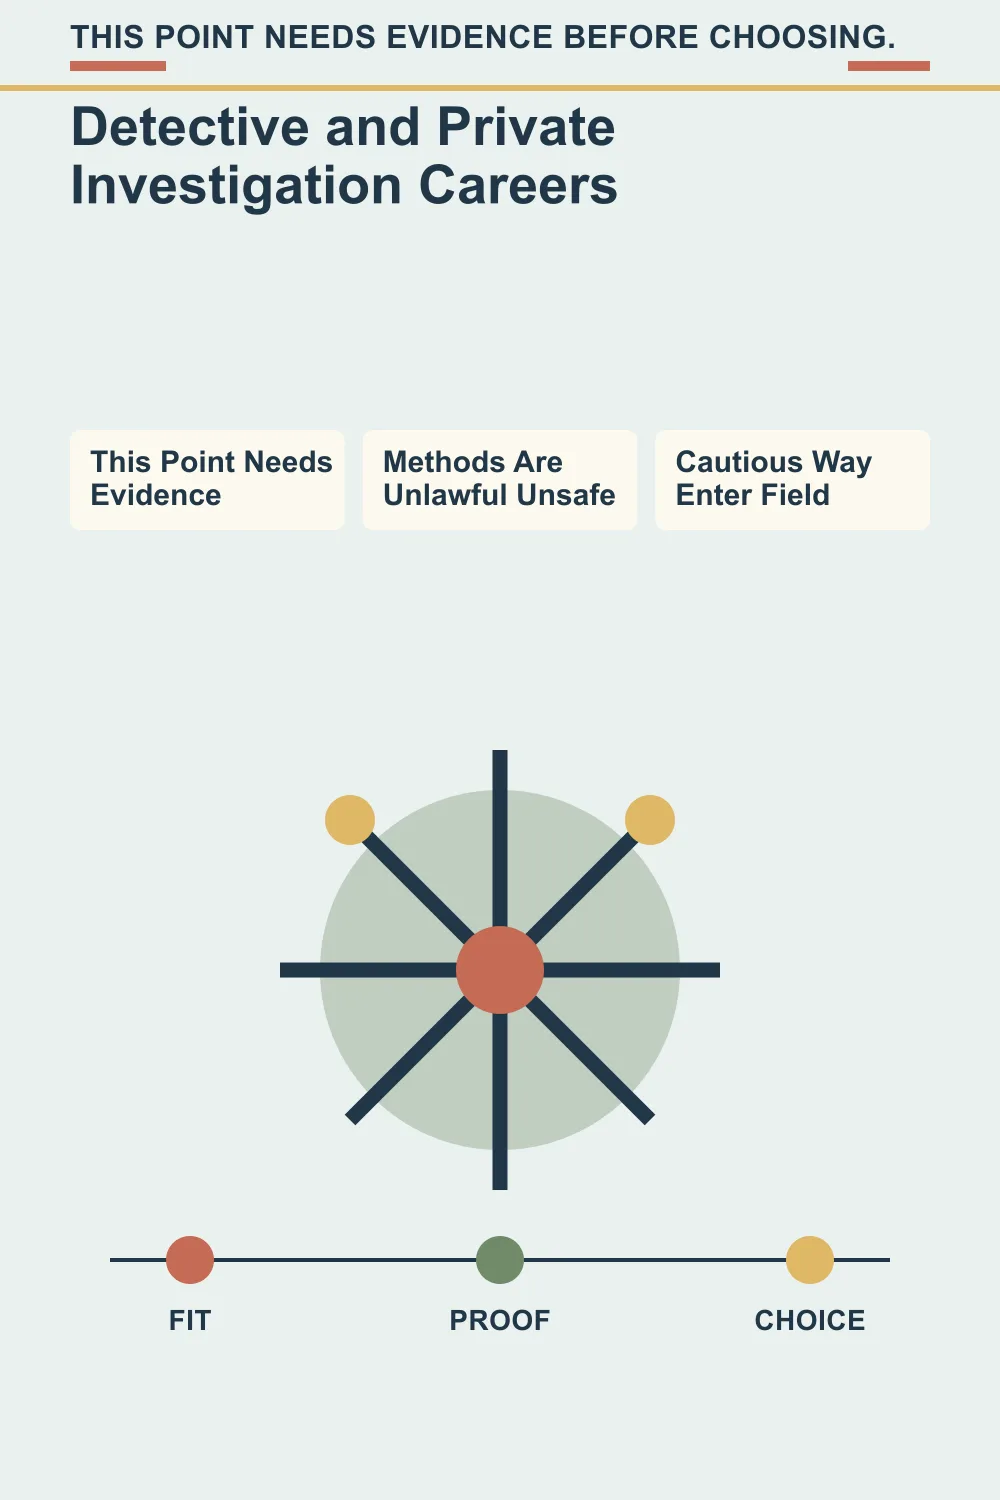 THIS POINT NEEDS EVIDENCE BEFORE CHOOSING.
Detective and Private
Investigation Careers
This Point Needs
Evidence
Methods Are
Unlawful Unsafe
Cautious Way
Enter Field
FIT
PROOF
CHOICE